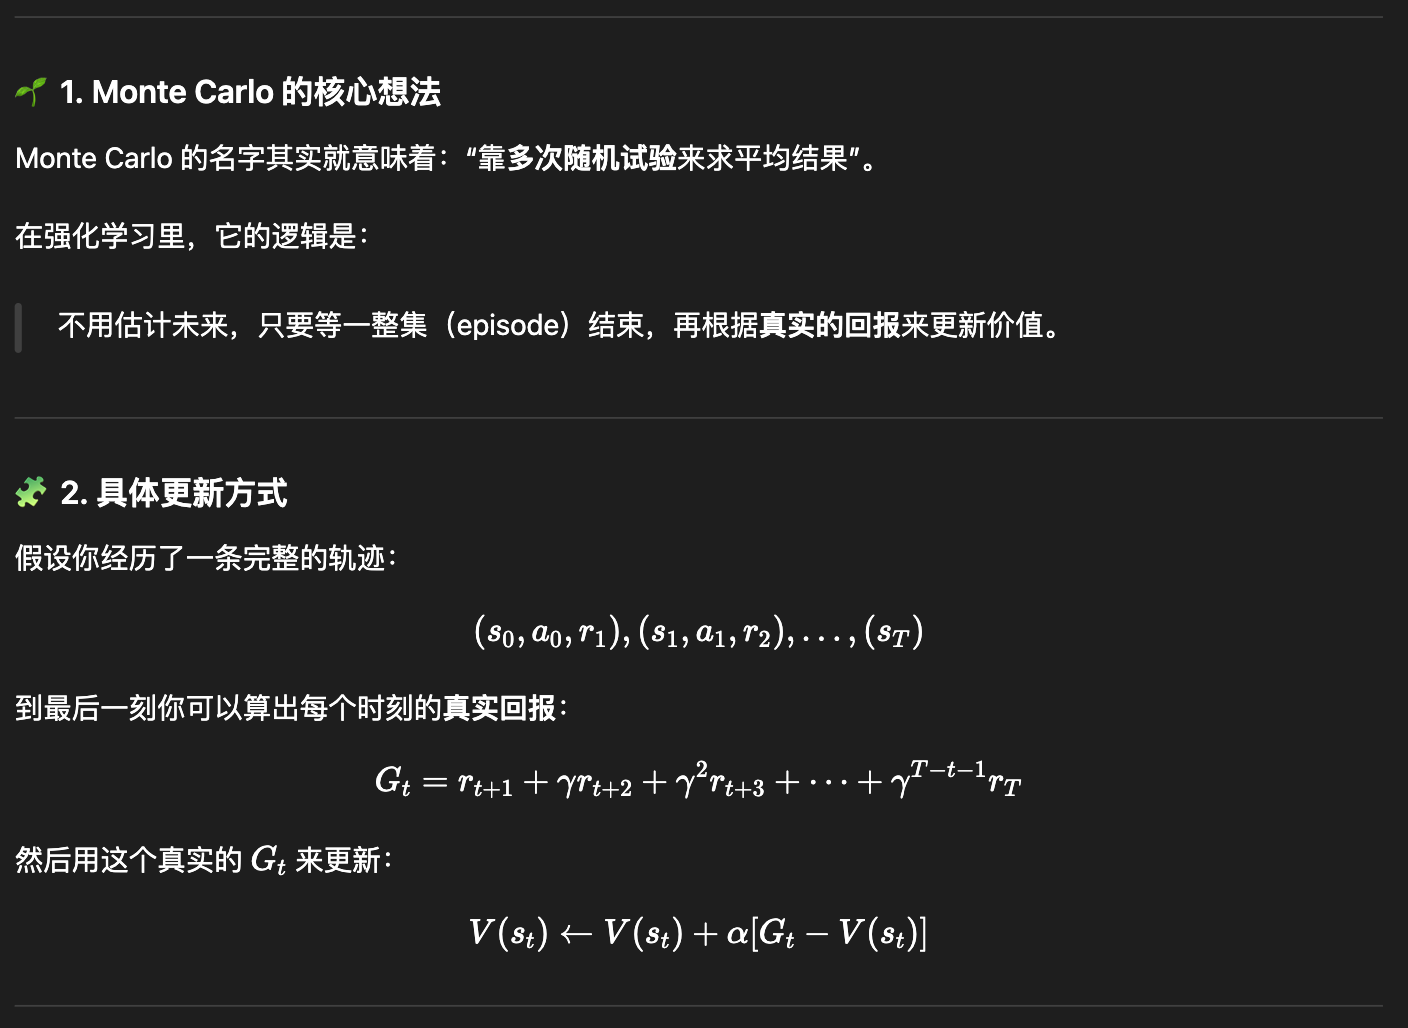 🌱 1. Monte Carlo 的核心想法
Monte Carlo 的名字其实就意味着：“靠多次随机试验来求平均结果”。
在强化学习里，它的逻辑是：
不用估计未来，只要等一整集（episode）结束，再根据真实的回报来更新价值。
🧩 2. 具体更新方式
假设你经历了一条完整的轨迹：
$(s_0, a_0, r_1), (s_1, a_1, r_2), \ldots, (s_T)$
到最后一刻你可以算出每个时刻的真实回报：
$G_t = r_{t+1} + \gamma r_{t+2} + \gamma^2 r_{t+3} + \cdots + \gamma^{T-t-1} r_T$
然后用这个真实的 $G_t$ 来更新：
$V(s_t) \leftarrow V(s_t) + \alpha [G_t - V(s_t)]$